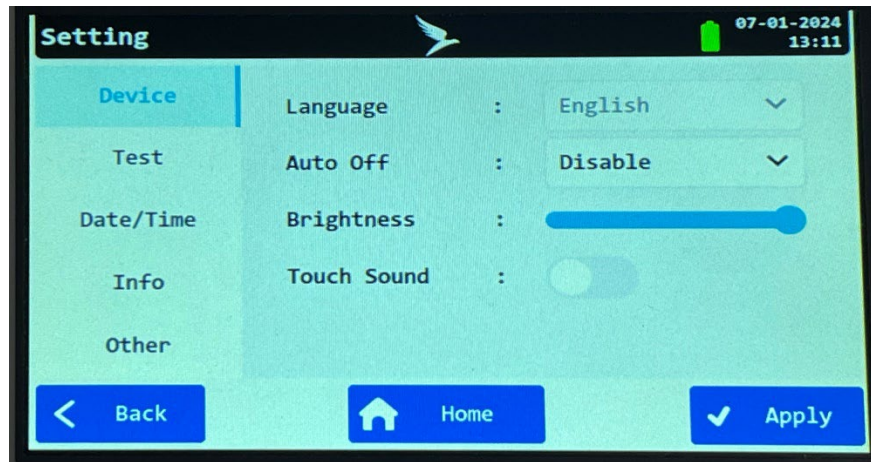 Setting
07-01-2024
13:11
Device
Language : English
Test
Auto Off : Disable
Date/Time
Brightness :
Info
Touch Sound :
Other
Back
Home
Apply